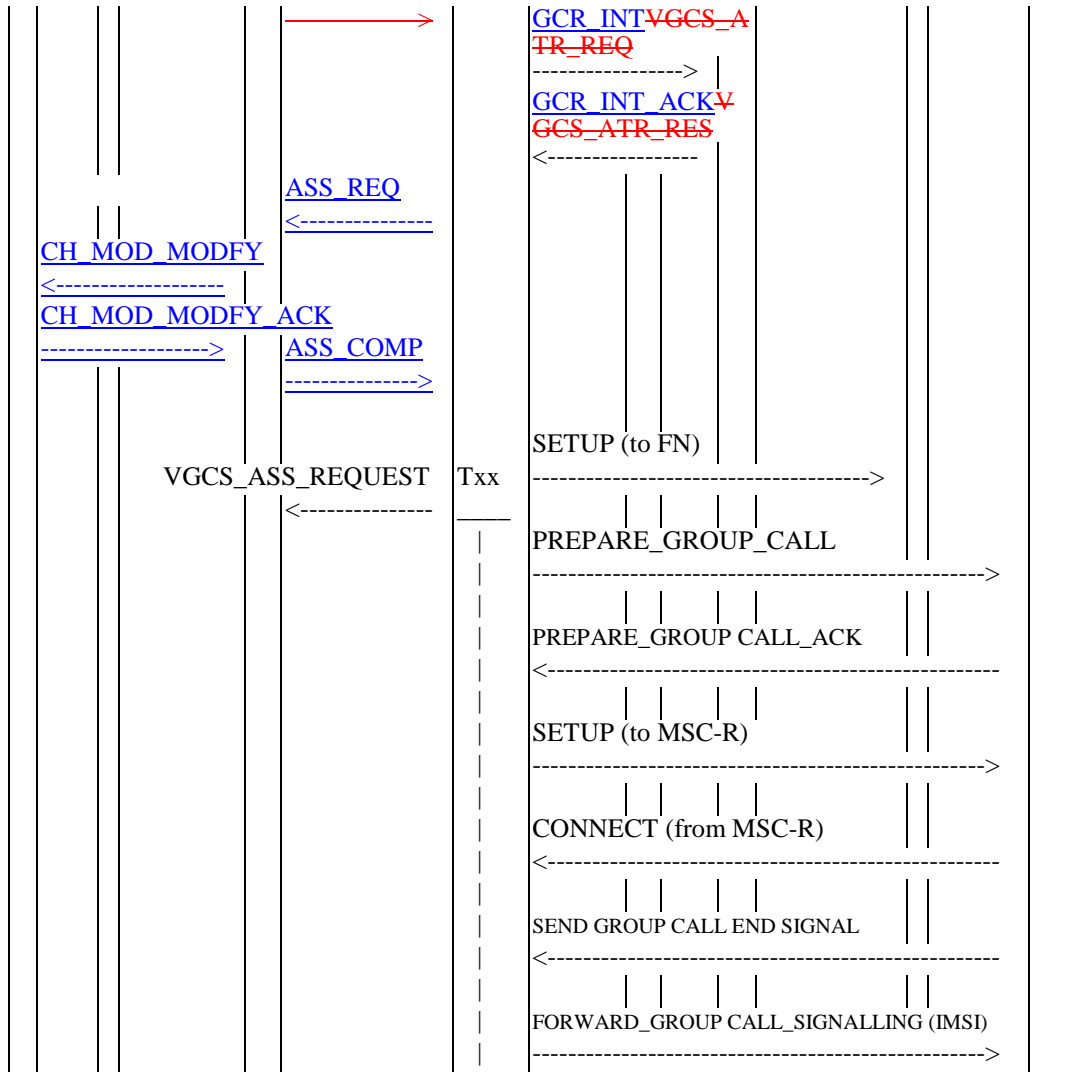 GCR_INTVGCS_A
TR_REQ
----------------->
GCR_INT_ACKV
GCS_ATR_RES
<-----------------
ASS_REQ
<---------------
CH_MOD_MODFY
<-------------------
CH_MOD_MODFY_ACK
-------------------> ASS_COMP
--------------->
SETUP (to FN)
VGCS_ASS_REQUEST Txx -------------------------------------->
<---------------
PREPARE_GROUP_CALL
--------------------------------------------------->
PREPARE_GROUP CALL_ACK
<---------------------------------------------------
SETUP (to MSC-R)
--------------------------------------------------->
CONNECT (from MSC-R)
<---------------------------------------------------
SEND GROUP CALL END SIGNAL
<---------------------------------------------------
FORWARD_GROUP CALL_SIGNALLING (IMSI)
--------------------------------------------------->